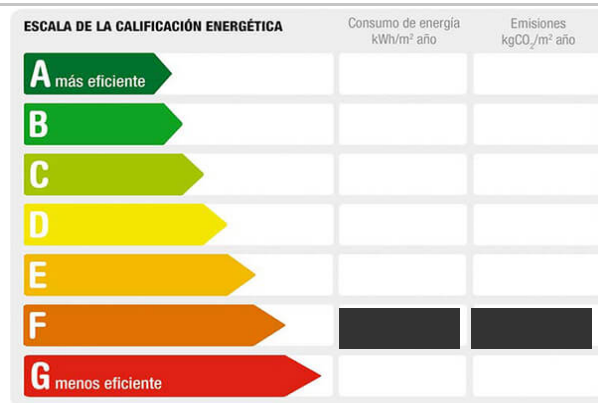 ESCALA DE LA CALIFICACIÓN ENERGÉTICA
Consumo de energía
kWh/m² año
Emisiones
kgCO₂/m² año
A más eficiente
B
C
D
E
F
G menos eficiente